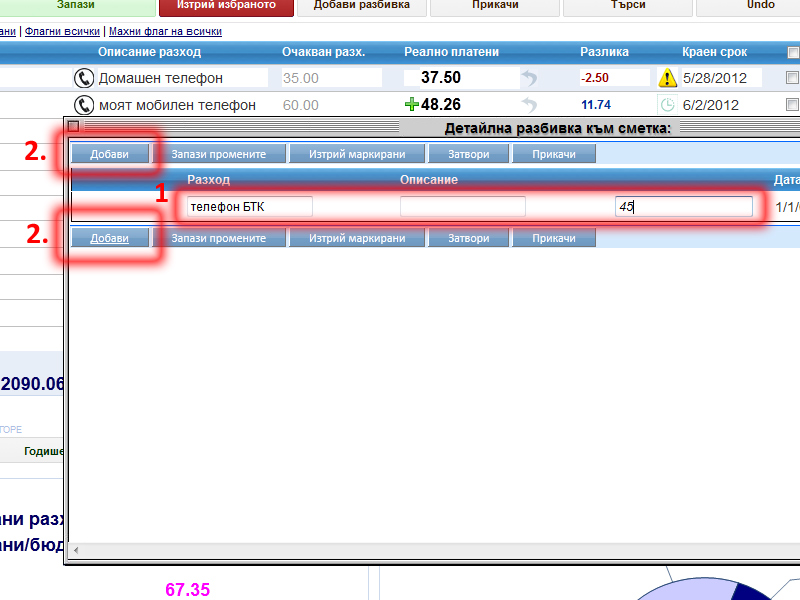 Запази Изтрий избраното Добави разбивка Прикачи Търси Undo
ани | Флагни всички | Махни флаг на всички
Описание разход Очакван разх. Реално платени Разлика Краен срок
Домашен телефон 35.00 37.50 -2.50 5/28/2012
моят мобилен телефон 60.00 48.26 11.74 6/2/2012
Детайлна разбивка към сметка:
2. Добави Запази промените Изтрий маркирани Затвори Прикачи
Разход Описание Дата
1 телефон БТК 45 1/1/
2. Добави Запази промените Изтрий маркирани Затвори Прикачи
2090.06
ТОРЕ
Годише
ани разх
ани/бюд
67.35